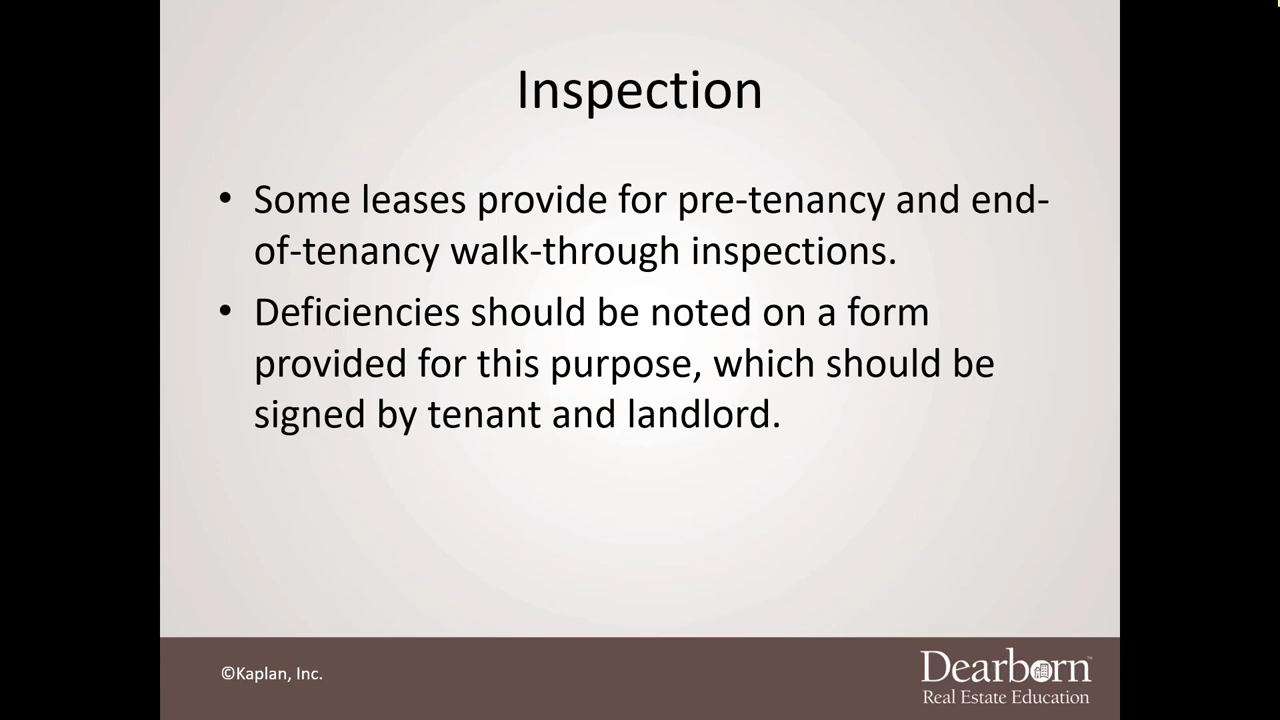 Inspection
• Some leases provide for pre-tenancy and end-
of-tenancy walk-through inspections.
• Deficiencies should be noted on a form
provided for this purpose, which should be
signed by tenant and landlord.
©Kaplan, Inc.
Dearborn™
Real Estate Education